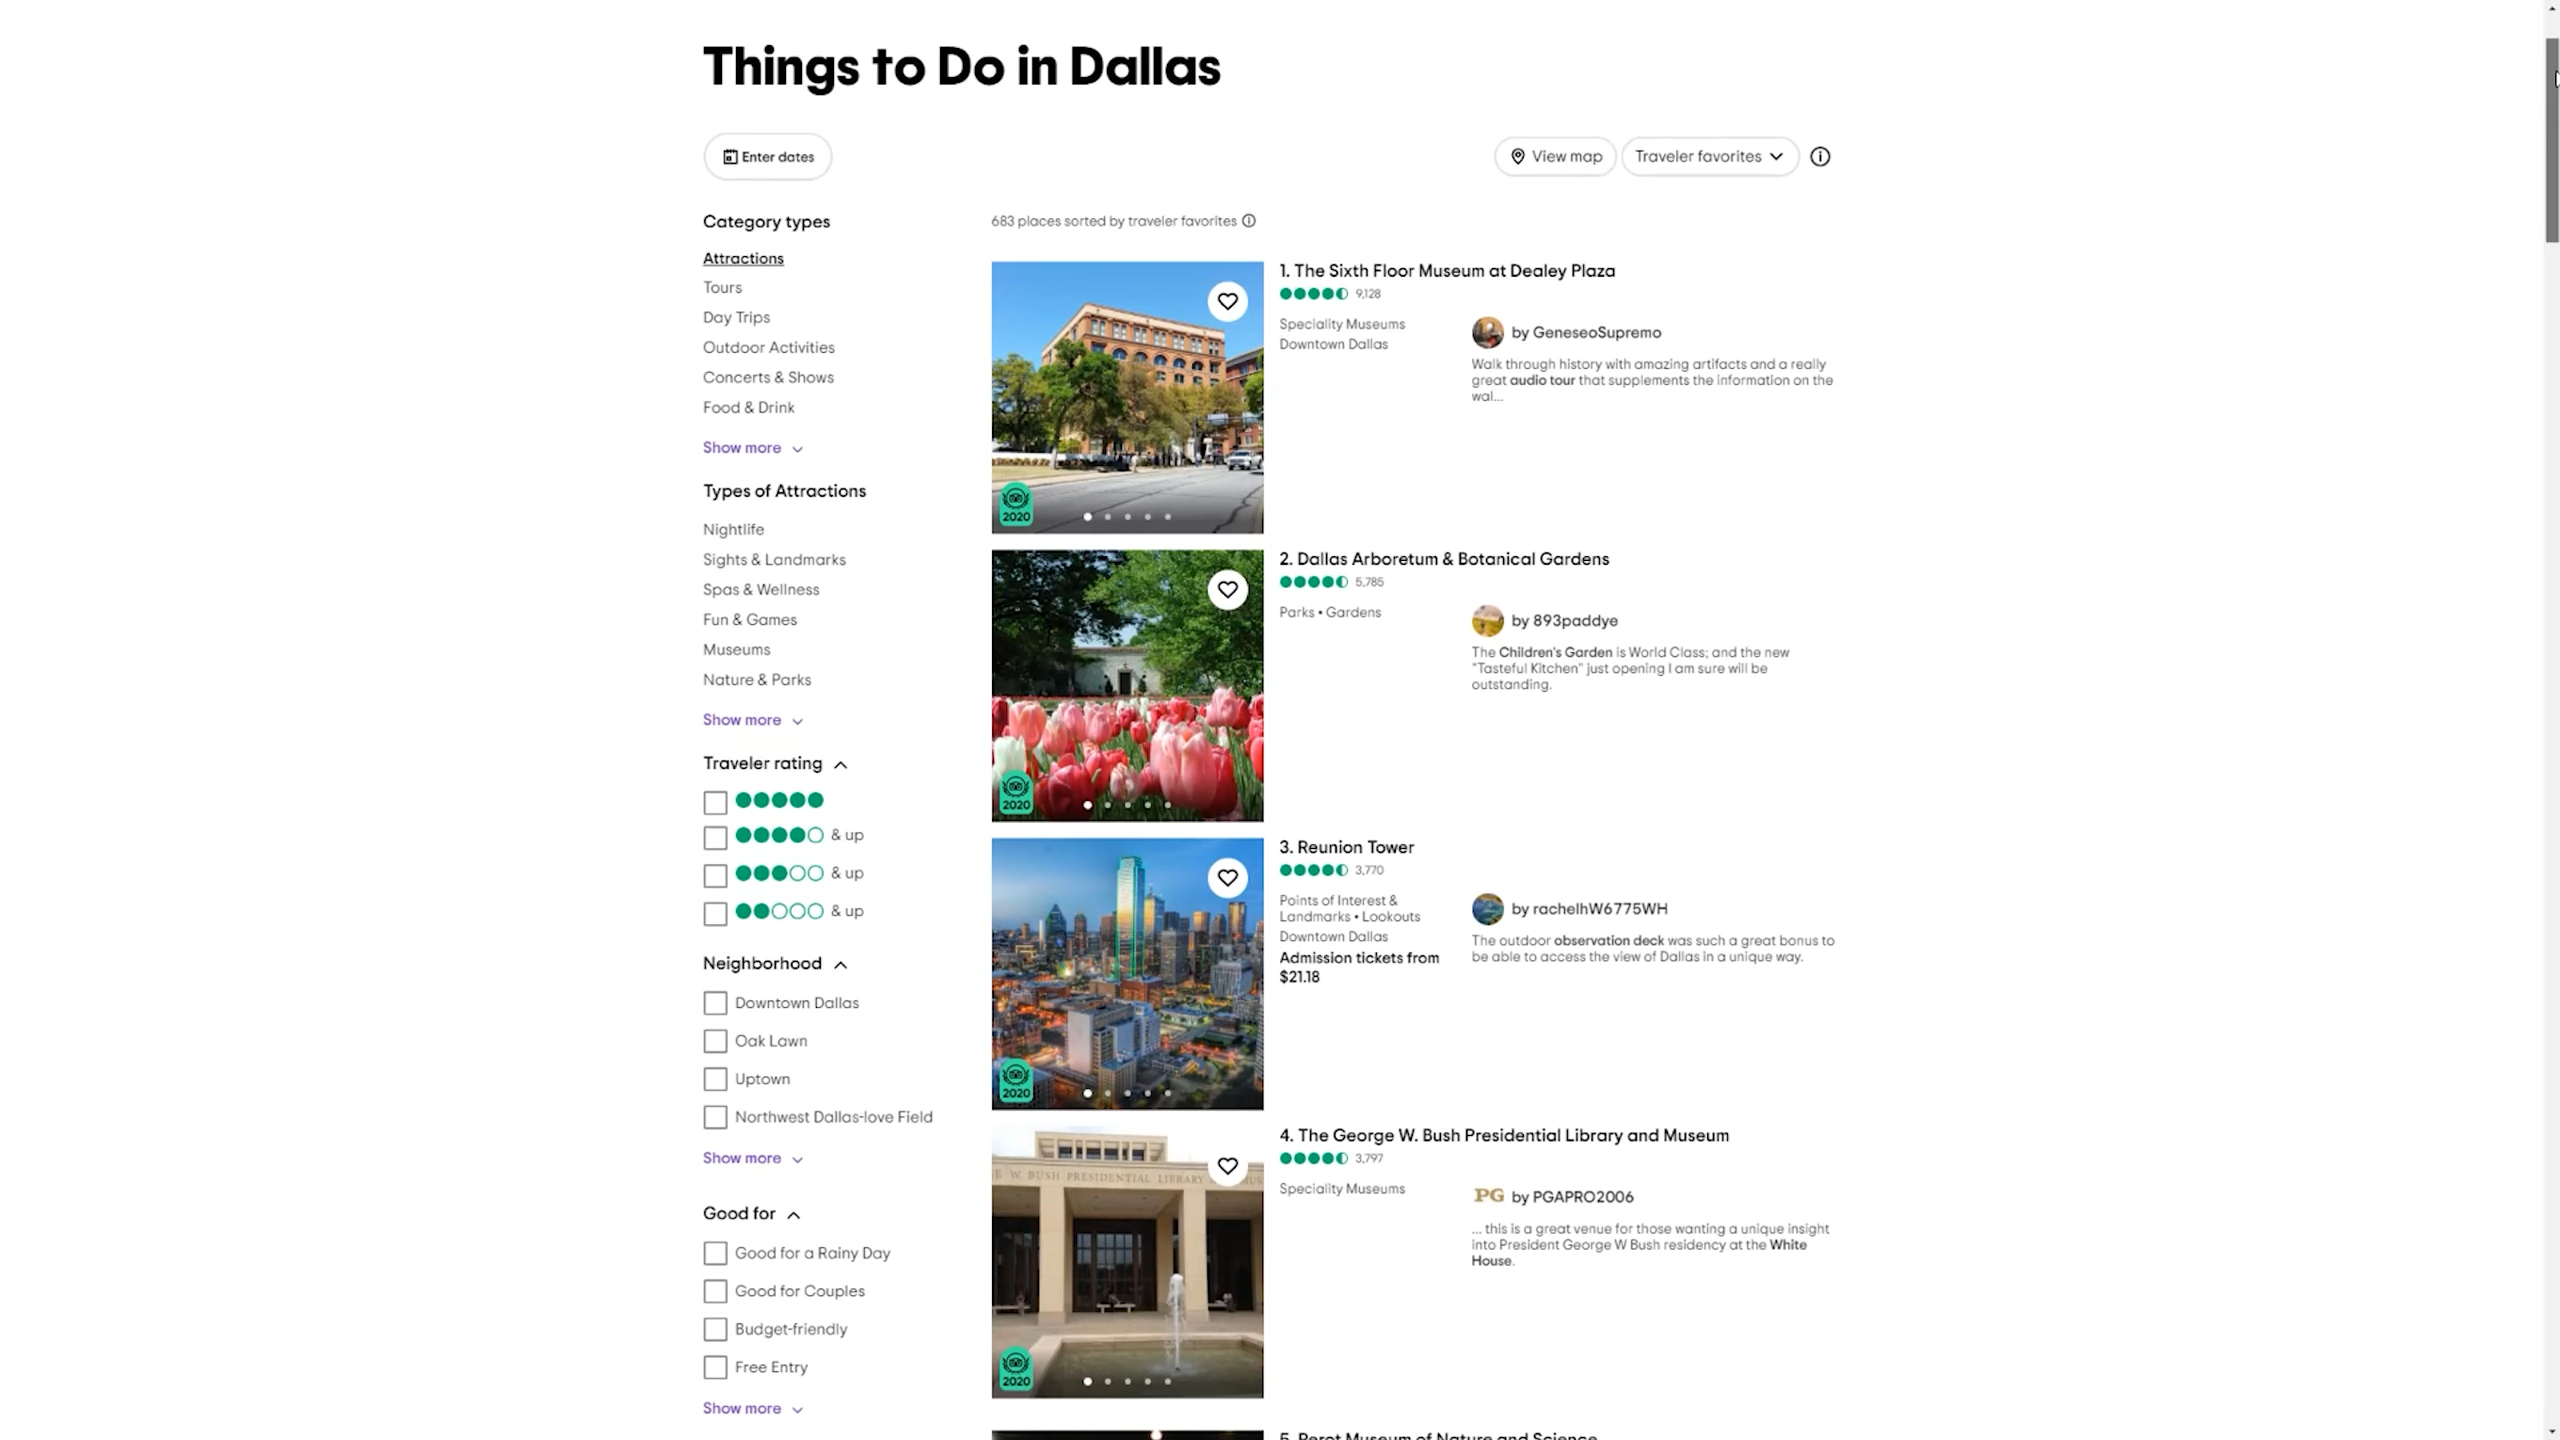 Things to Do in Dallas
Enter dates
View map
Traveler favorites
Category types
Attractions
Tours
Day Trips
Outdoor Activities
Concerts & Shows
Food & Drink
Show more
Types of Attractions
Nightlife
Sights & Landmarks
Spas & Wellness
Fun & Games
Museums
Nature & Parks
Show more
Traveler rating
& up
& up
& up
Neighborhood
Downtown Dallas
Oak Lawn
Uptown
Northwest Dallas-love Field
Show more
Good for
Good for a Rainy Day
Good for Couples
Budget-friendly
Free Entry
Show more
683 places sorted by traveler favorites
2020
1. The Sixth Floor Museum at Dealey Plaza
9,128
Speciality Museums
Downtown Dallas
by GeneseoSupremo
Walk through history with amazing artifacts and a really
great audio tour that supplements the information on the
wal...
2020
2. Dallas Arboretum & Botanical Gardens
5,785
Parks • Gardens
by 893paddye
The Children's Garden is World Class; and the new
"Tasteful Kitchen" just opening I am sure will be
outstanding.
2020
3. Reunion Tower
3,770
Points of Interest &
Landmarks • Lookouts
Downtown Dallas
Admission tickets from
$21.18
by rachelhW6775WH
The outdoor observation deck was such a great bonus to
be able to access the view of Dallas in a unique way.
W. BUSH PRESIDENTIAL LIBRARY
2020
4. The George W. Bush Presidential Library and Museum
3,797
Speciality Museums
PG by PGAPRO2006
... this is a great venue for those wanting a unique insight
into President George W Bush residency at the White
House.
5. Perot Museum of Nature and Science